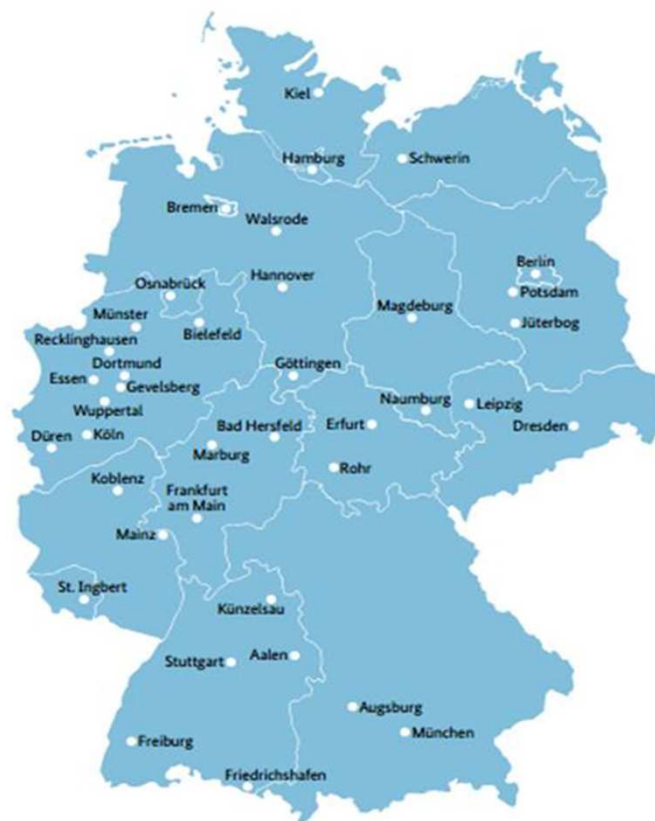 Kiel
Hamburg
Schwerin
Bremen
Walsrode
Berlin
Hannover
Osnabrück
Potsdam
Magdeburg
Münster
Bielefeld
Jüterbog
Recklinghausen
Dortmund
Göttingen
Essen
Gevelsberg
Naumburg
Leipzig
Wuppertal
Bad Hersfeld
Erfurt
Dresden
Düren
Köln
Marburg
Rohr
Koblenz
Frankfurt
am Main
Mainz
St. Ingbert
Künzelsau
Stuttgart
Aalen
Augsburg
München
Freiburg
Friedrichshafen